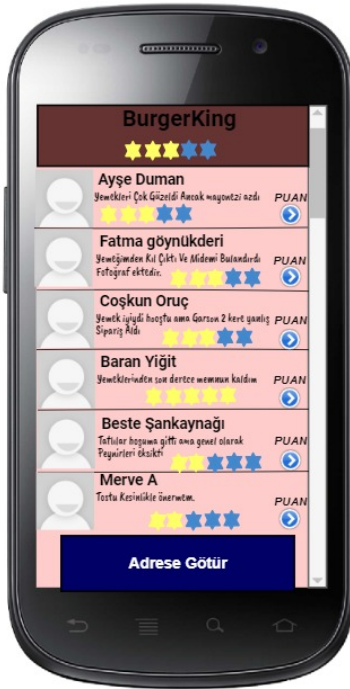 BurgerKing
Ayşe Duman
Yemekleri Çok Güzeldi Ancak mayonezi azdı
PUAN
Fatma göynükderi
Yemeğimden Kıl Çıktı Ve Midemi Bulandırdı
PUAN
Fotoğraf ektedir.
Coşkun Oruç
Yemek iyiydi hooştu ama Garson 2 kere yanlış
PUAN
Sipariş Aldı
Baran Yiğit
Yemeklerinden son derece memnun kaldım
PUAN
Beste Şankaynağı
Tatlılar hoşuma gitti ama genel olarak
PUAN
Peynirleri eksikti
Merve A
Tostu Kesinlikle önermem.
PUAN
Adrese Götür